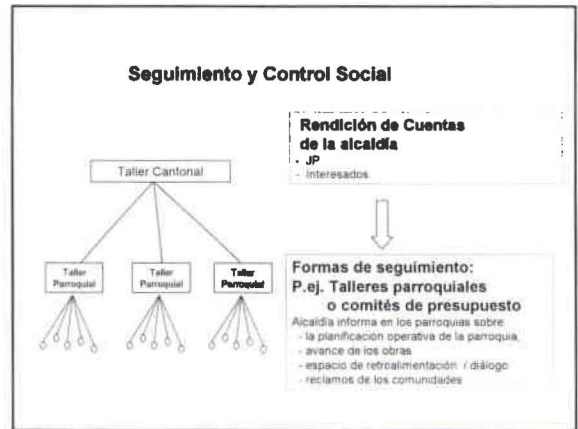 Seguimiento y Control Social
Taller Cantonal
Taller
Parroquial
Taller
Parroquial
Taller
Parroquial
Rendición de Cuentas
de la alcaldía
- JP
- Interesados
Formas de seguimiento:
P.ej. Talleres parroquiales
o comités de presupuesto
Alcaldía informa en los parroquias sobre
- la planificación operativa de la parroquia,
- avance de los obras
- espacio de retroalimentación / diálogo
- reclamos de los comunidades